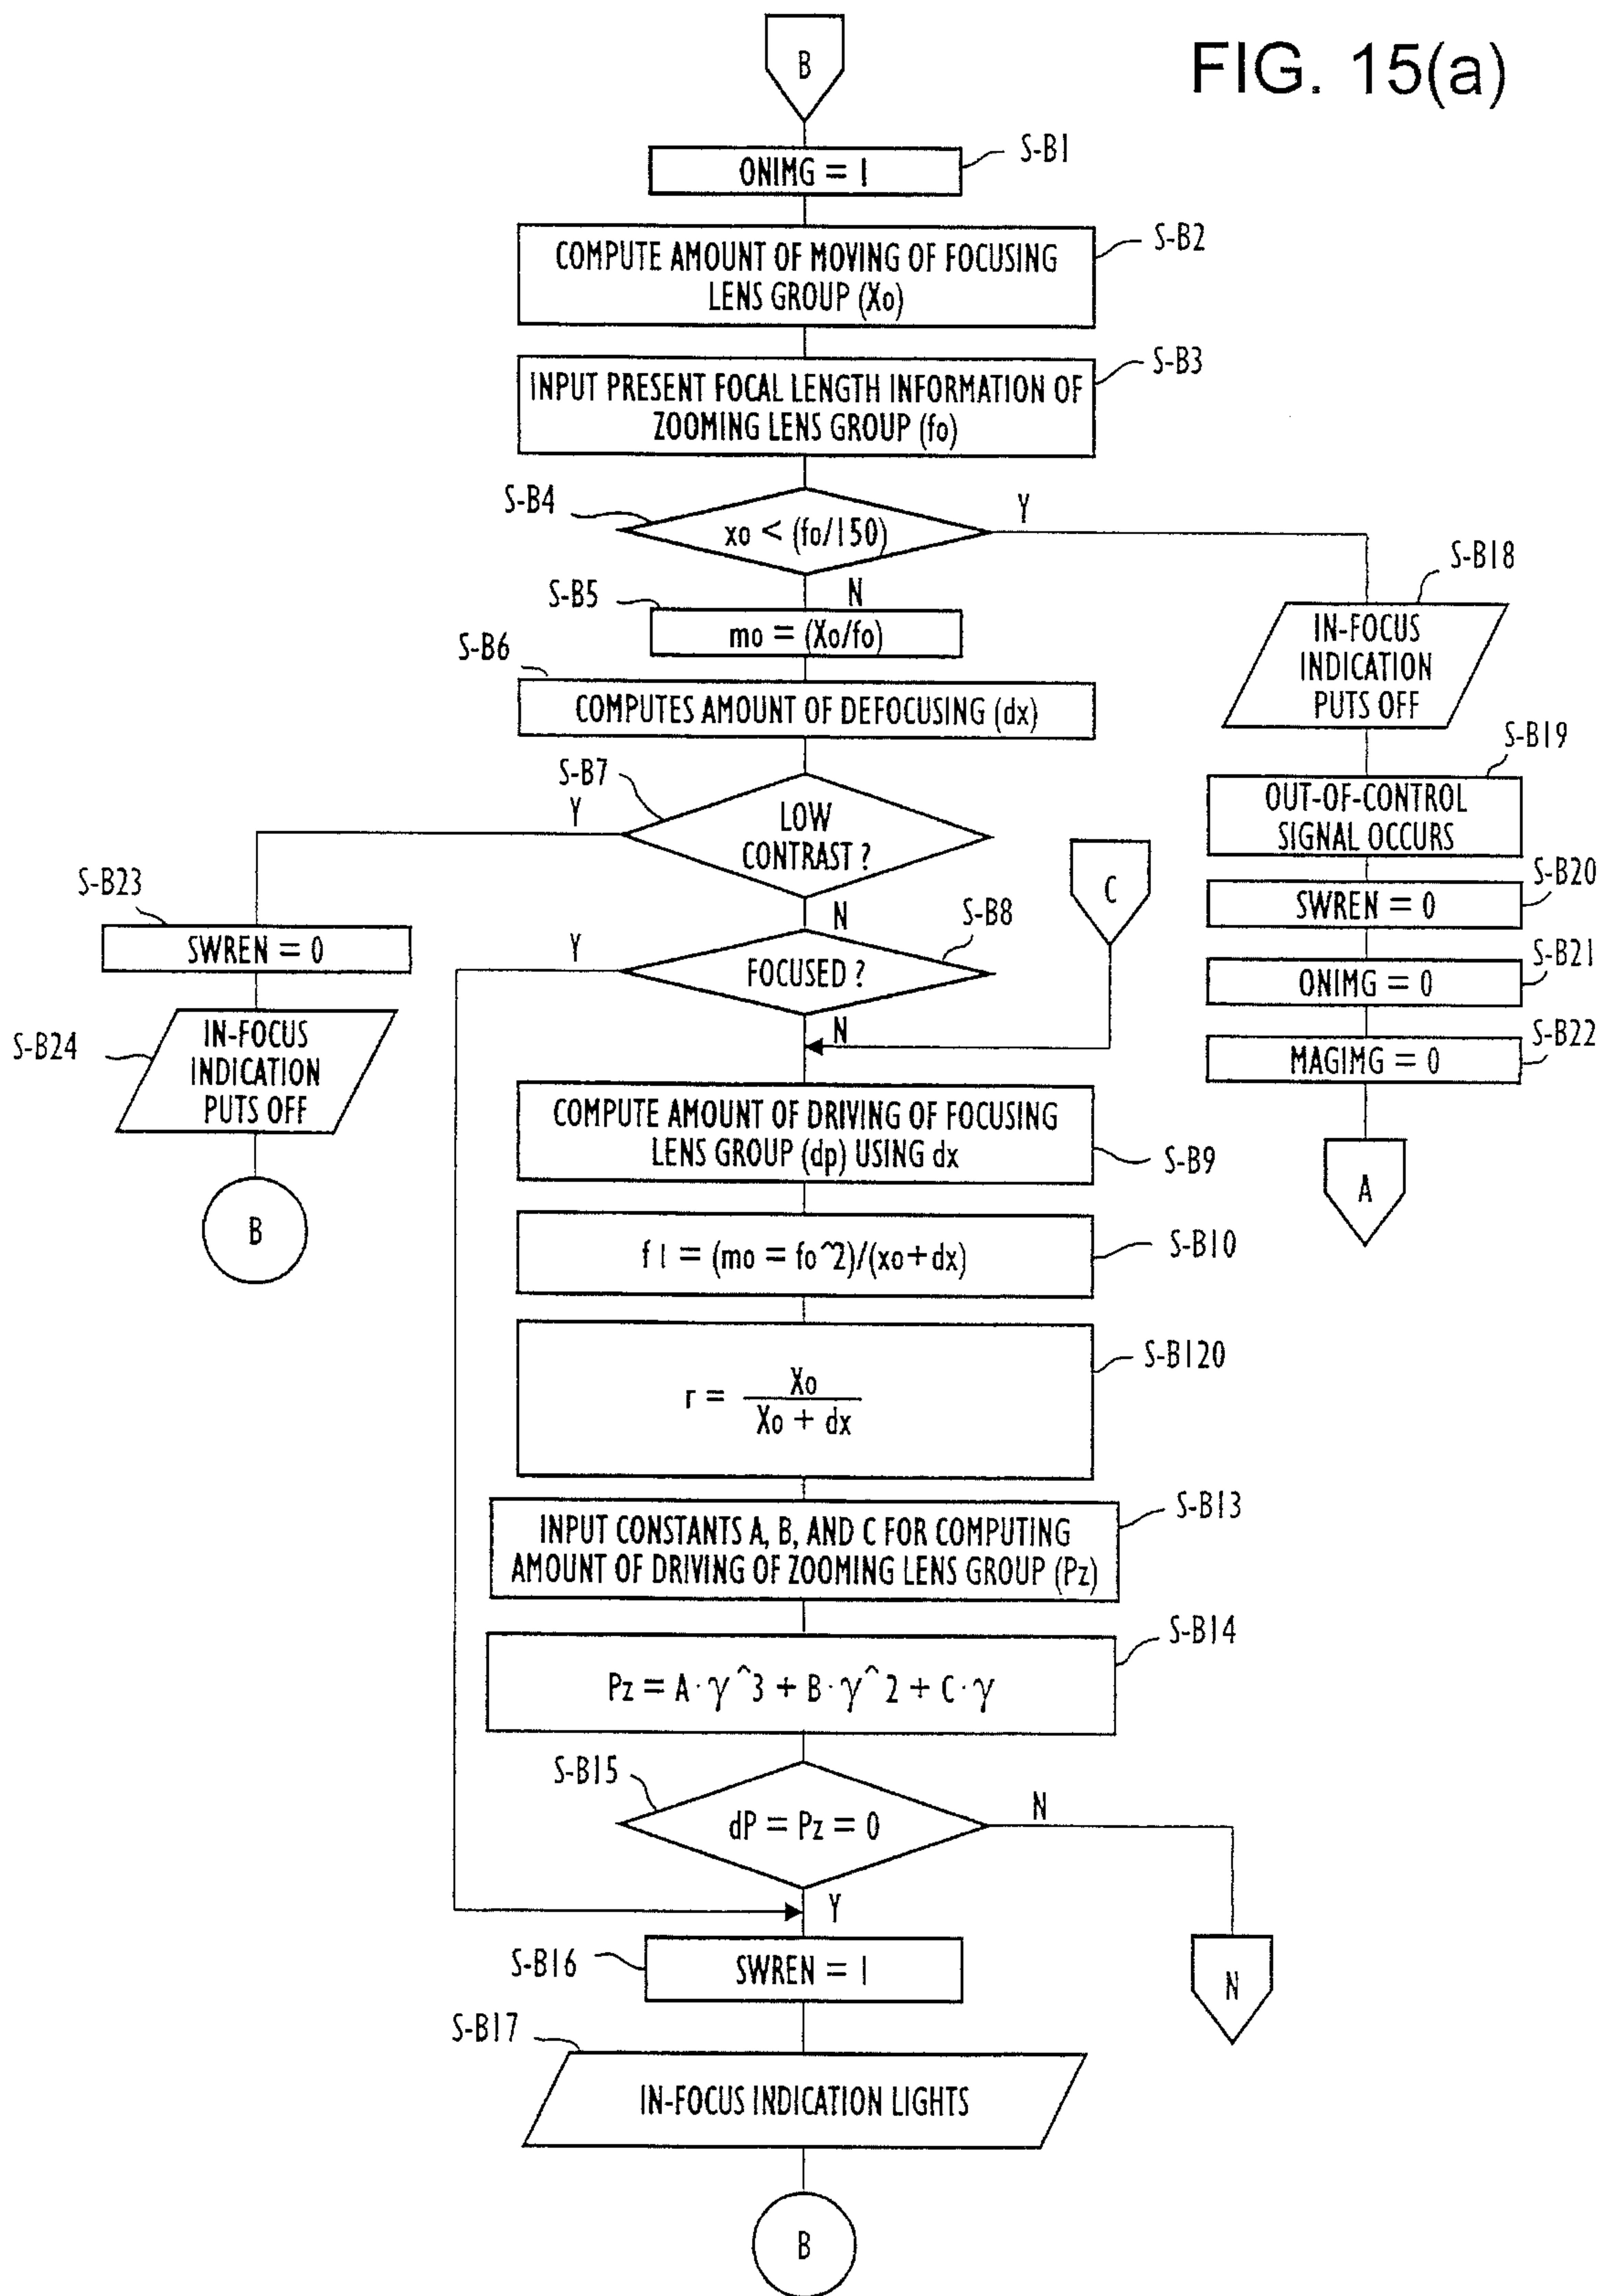 FIG. 15(a)
B
S-B1
ONIMG = 1
S-B2
COMPUTE AMOUNT OF MOVING OF FOCUSING
LENS GROUP (Xo)
S-B3
INPUT PRESENT FOCAL LENGTH INFORMATION OF
ZOOMING LENS GROUP (fo)
S-B4
xo < (fo/150)
Y
N
S-B5
mo = (Xo/fo)
S-B6
COMPUTES AMOUNT OF DEFOCUSING (dx)
S-B7
LOW
CONTRAST ?
Y
N
S-B8
FOCUSED ?
Y
N
C
S-B18
IN-FOCUS
INDICATION
PUTS OFF
S-B19
OUT-OF-CONTROL
SIGNAL OCCURS
S-B20
SWREN = 0
S-B21
ONIMG = 0
S-B22
MAGIMG = 0
A
S-B23
SWREN = 0
S-B24
IN-FOCUS
INDICATION
PUTS OFF
B
COMPUTE AMOUNT OF DRIVING OF FOCUSING
LENS GROUP (dp) USING dx
S-B9
f1 = (mo = fo^2)/(xo+dx)
S-B10
S-B120
r = Xo / (Xo + dx)
S-B13
INPUT CONSTANTS A, B, AND C FOR COMPUTING
AMOUNT OF DRIVING OF ZOOMING LENS GROUP (Pz)
S-B14
Pz = A·γ^3 + B·γ^2 + C·γ
S-B15
dP = Pz = 0
N
Y
N
S-B16
SWREN = 1
S-B17
IN-FOCUS INDICATION LIGHTS
B